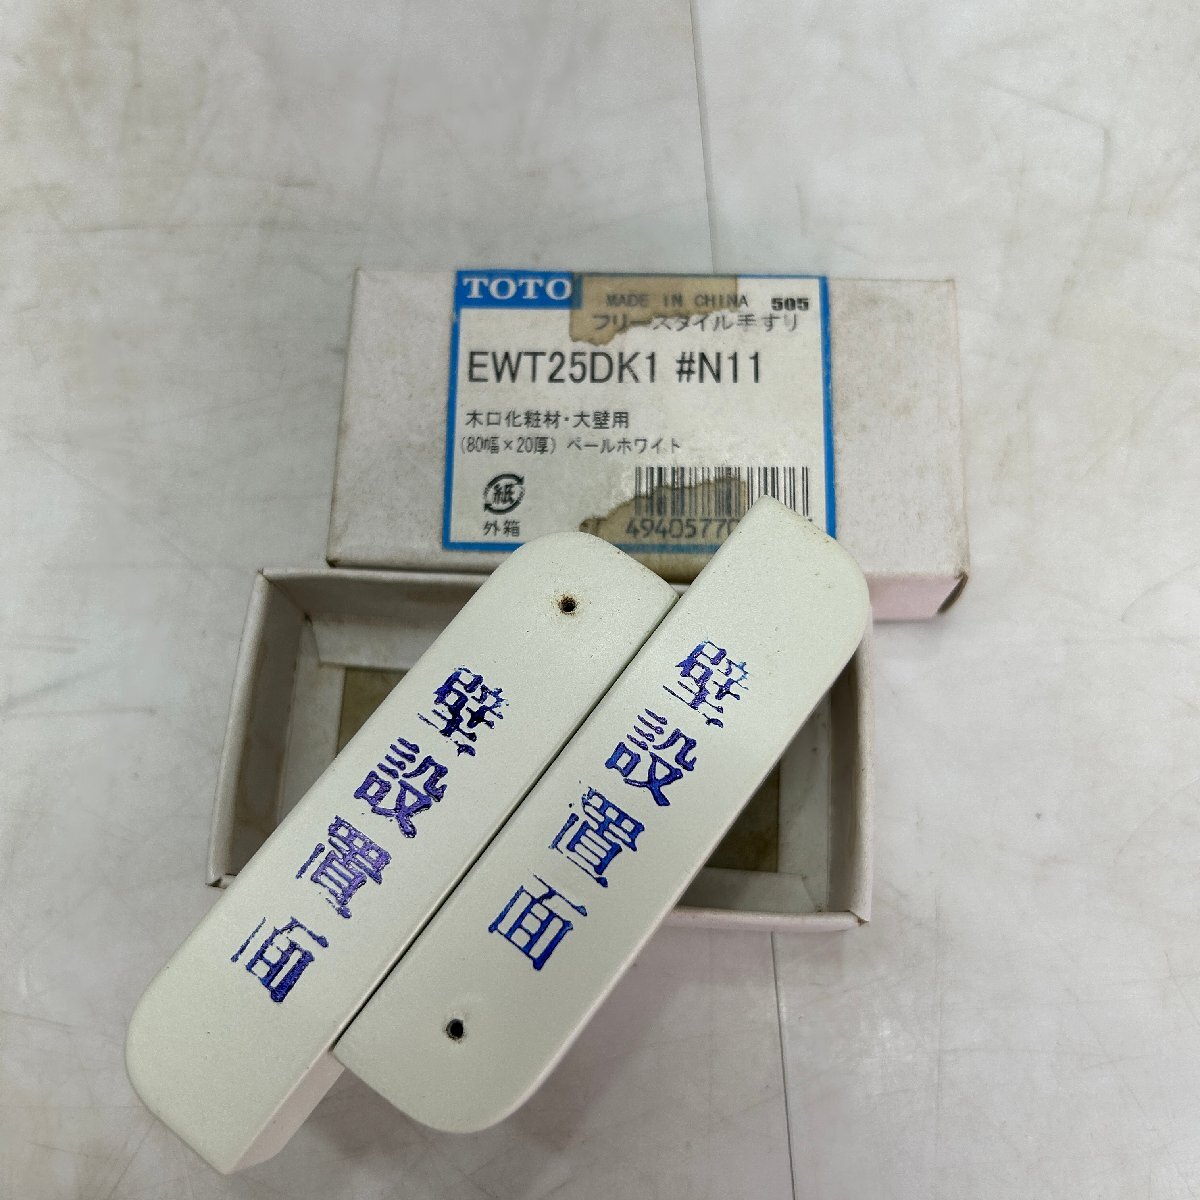 TOTO
MADE IN CHINA 505
フリースタイル手すり
EWT25DK1 #N11
木口化粧材・大壁用
(80幅×20厚) ペールホワイト
紙
外箱
4940577
壁設置面
壁設置面